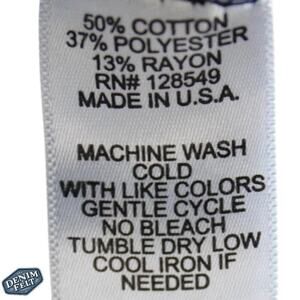 50% COTTON
37% POLYESTER
13% RAYON
RN# 128549
MADE IN U.S.A.
MACHINE WASH
COLD
WITH LIKE COLORS
GENTLE CYCLE
NO BLEACH
TUMBLE DRY LOW
COOL IRON IF
NEEDED
DENIM
FELT